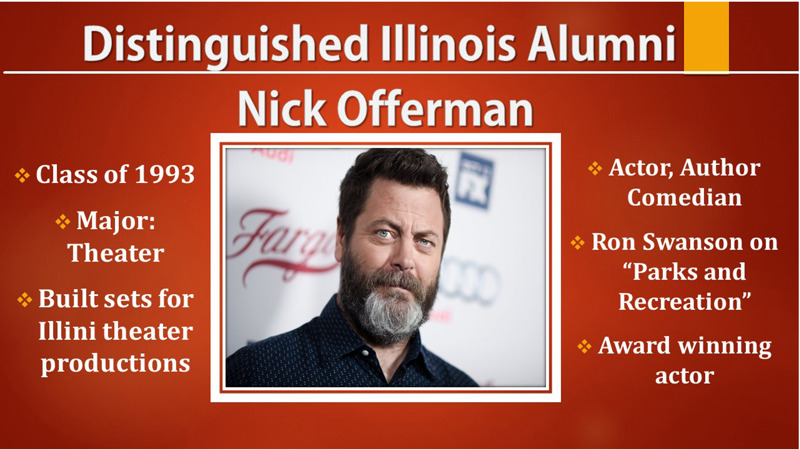 Distinguished Illinois Alumni
Nick Offerman
Class of 1993
Major:
Theater
Built sets for
Illini theater
productions
Audi
FX
Fargo
Actor, Author
Comedian
Ron Swanson on
“Parks and
Recreation”
Award winning
actor